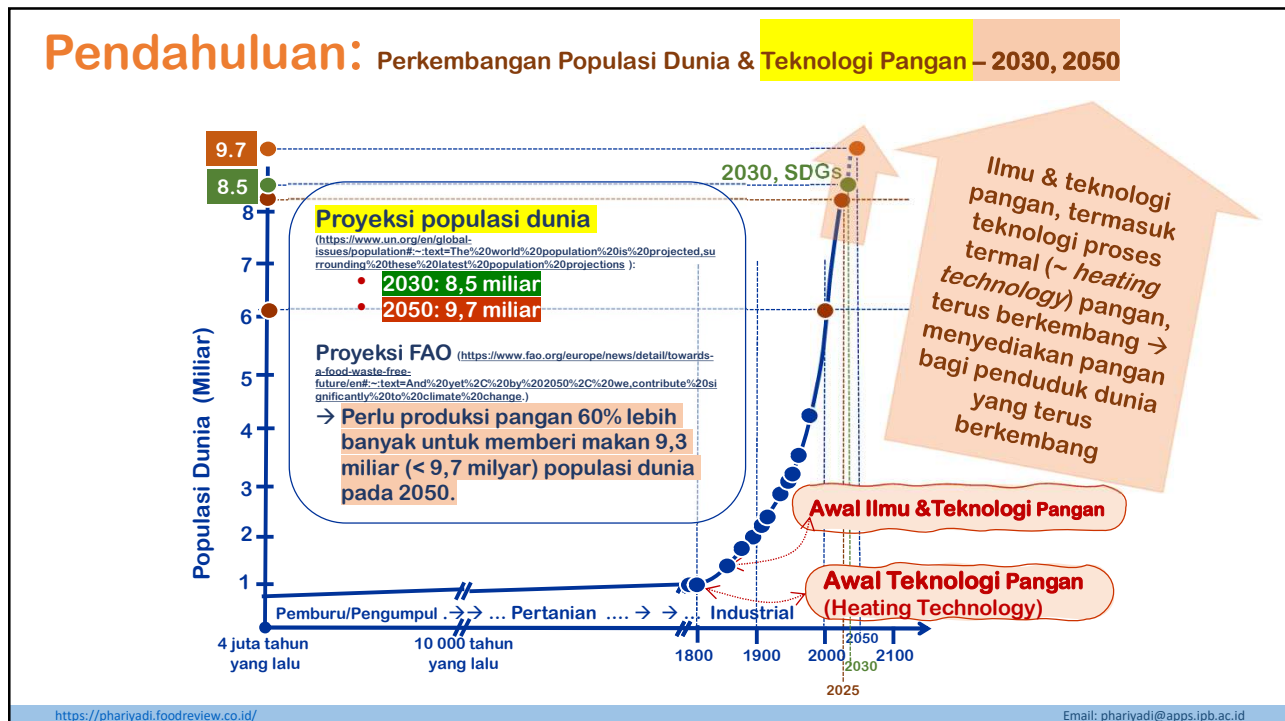 Pendahuluan: Perkembangan Populasi Dunia & Teknologi Pangan – 2030, 2050
9.7
8.5
8
7
6
5
4
3
2
1
Populasi Dunia (Miliar)
2030, SDGs
Proyeksi populasi dunia
(https://www.un.org/en/global-
issues/population#:~:text=The%20world%20population%20is%20projected,su
rrounding%20these%20latest%20population%20projections ):
• 2030: 8,5 miliar
• 2050: 9,7 miliar
Proyeksi FAO (https://www.fao.org/europe/news/detail/towards-
a-food-waste-free-
future/en#:~:text=And%20yet%2C%20by%202050%2C%20we,contribute%20si
gnificantly%20to%20climate%20change.)
→ Perlu produksi pangan 60% lebih
banyak untuk memberi makan 9,3
miliar (< 9,7 milyar) populasi dunia
pada 2050.
Ilmu & teknologi
pangan, termasuk
teknologi proses
termal (~ heating
technology) pangan,
terus berkembang →
menyediakan pangan
bagi penduduk dunia
yang terus
berkembang
Awal Ilmu &Teknologi Pangan
Awal Teknologi Pangan
(Heating Technology)
Pemburu/Pengumpul .→→ ... Pertanian .... → → ... Industrial
4 juta tahun
yang lalu
10 000 tahun
yang lalu
1800
1900
2000
2050
2100
2030
2025
https://phariyadi.foodreview.co.id/
Email: phariyadi@apps.ipb.ac.id